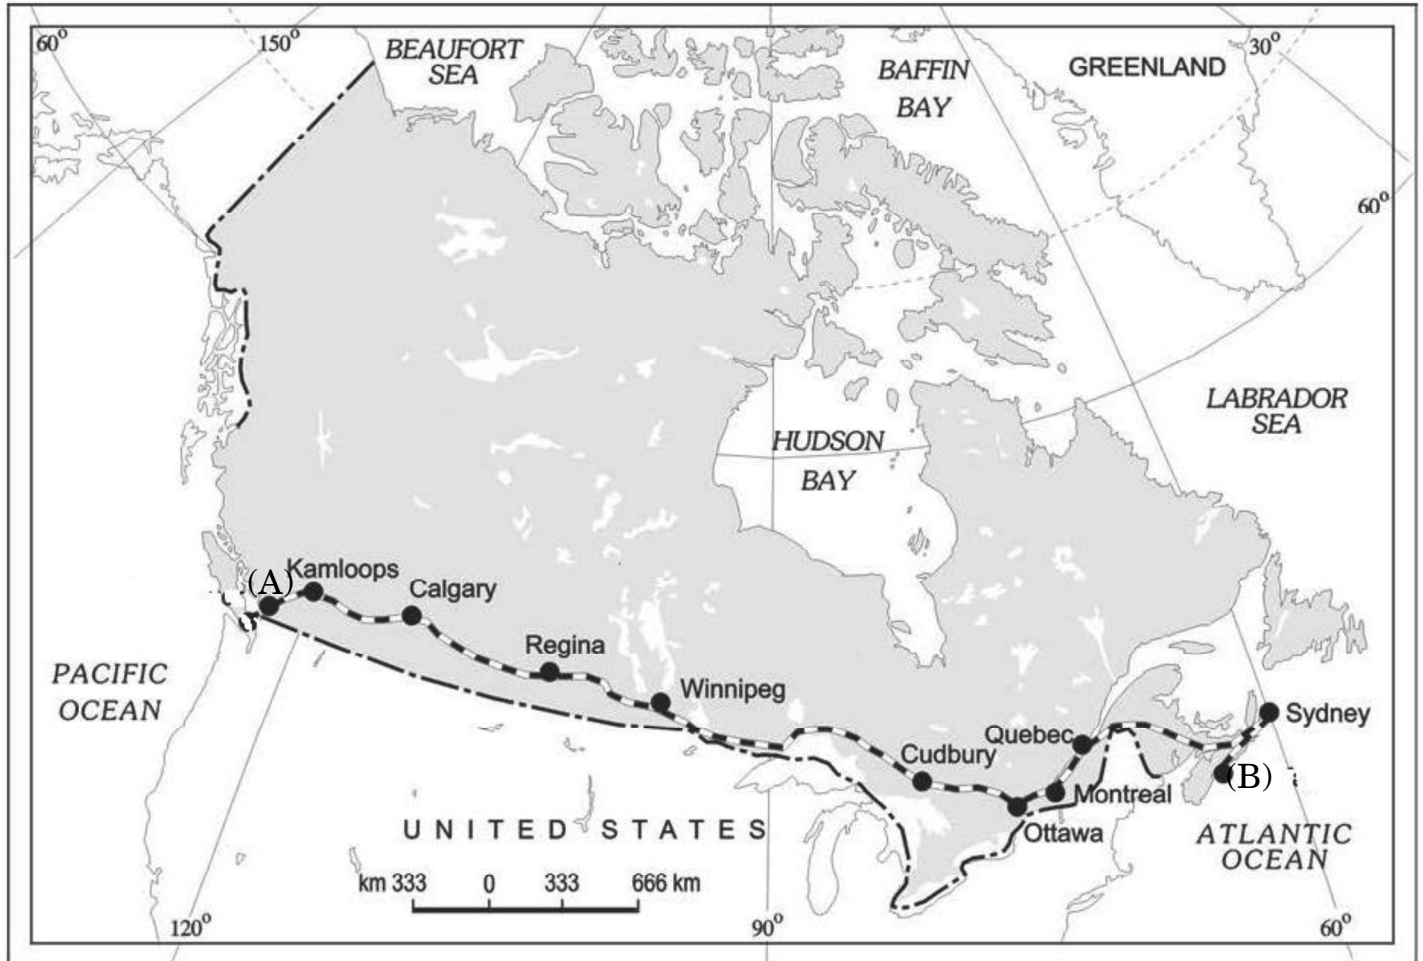 60°
150°
BEAUFORT
SEA
BAFFIN
BAY
GREENLAND
30°
60°
LABRADOR
SEA
HUDSON
BAY
(A)
Kamloops
Calgary
Regina
Winnipeg
PACIFIC
OCEAN
Cudbury
Quebec
Sydney
(B)
Montreal
Ottawa
ATLANTIC
OCEAN
UNITED STATES
km 333 0 333 666 km
120°
90°
60°